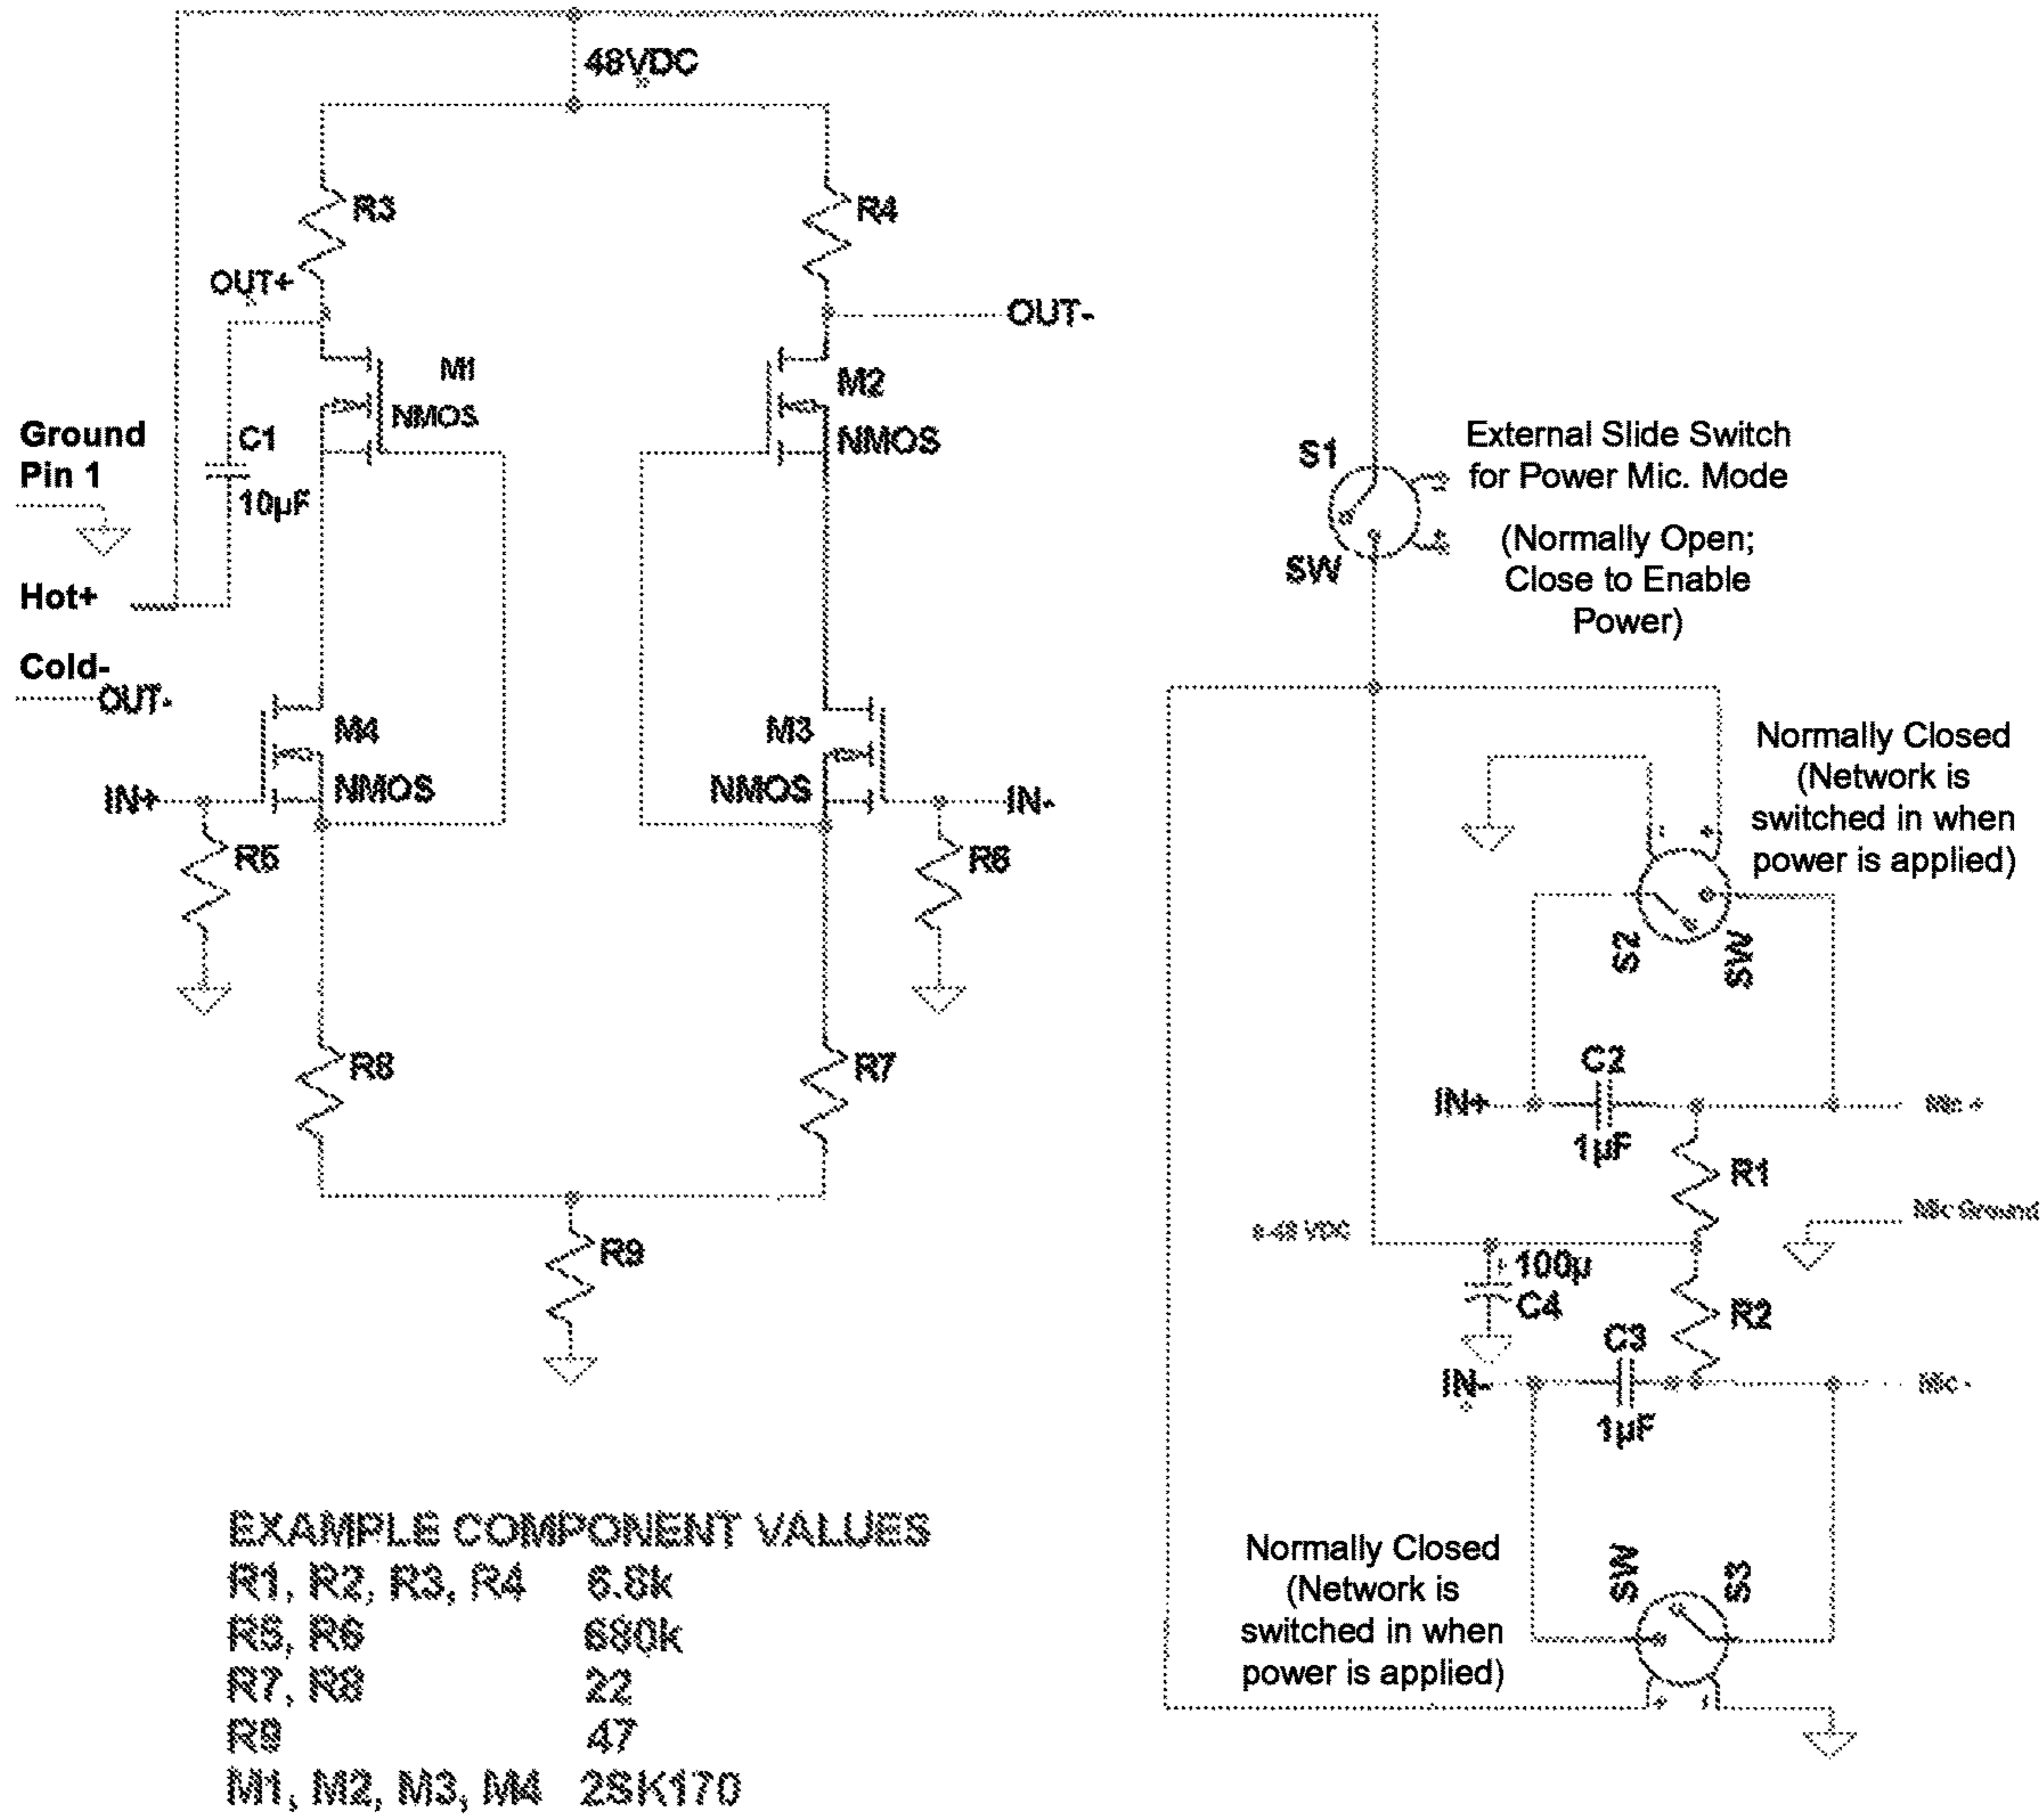 48VDC
R3
R4
OUT+
OUT-
M1
NMOS
M2
NMOS
Ground
Pin 1
C1
10µF
Hot+
Cold-
OUT-
S1
SW
External Slide Switch
for Power Mic. Mode
(Normally Open;
Close to Enable
Power)
M4
NMOS
M3
NMOS
IN+
IN-
R5
R6
Normally Closed
(Network is
switched in when
power is applied)
S2
SW
R8
R7
C2
IN+
1µF
Mic +
R1
Mic Ground
R9
-48 VDC
100µ
C4
R2
C3
IN-
1µF
Mic -
Normally Closed
(Network is
switched in when
power is applied)
SW
S3
EXAMPLE COMPONENT VALUES
R1, R2, R3, R4 6.8k
R5, R6 680k
R7, R8 22
R9 47
M1, M2, M3, M4 2SK170